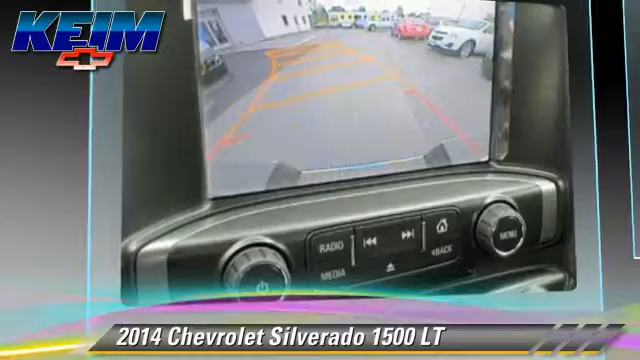 KEIM
RADIO
MEDIA
<BACK
MENU
2014 Chevrolet Silverado 1500 LT